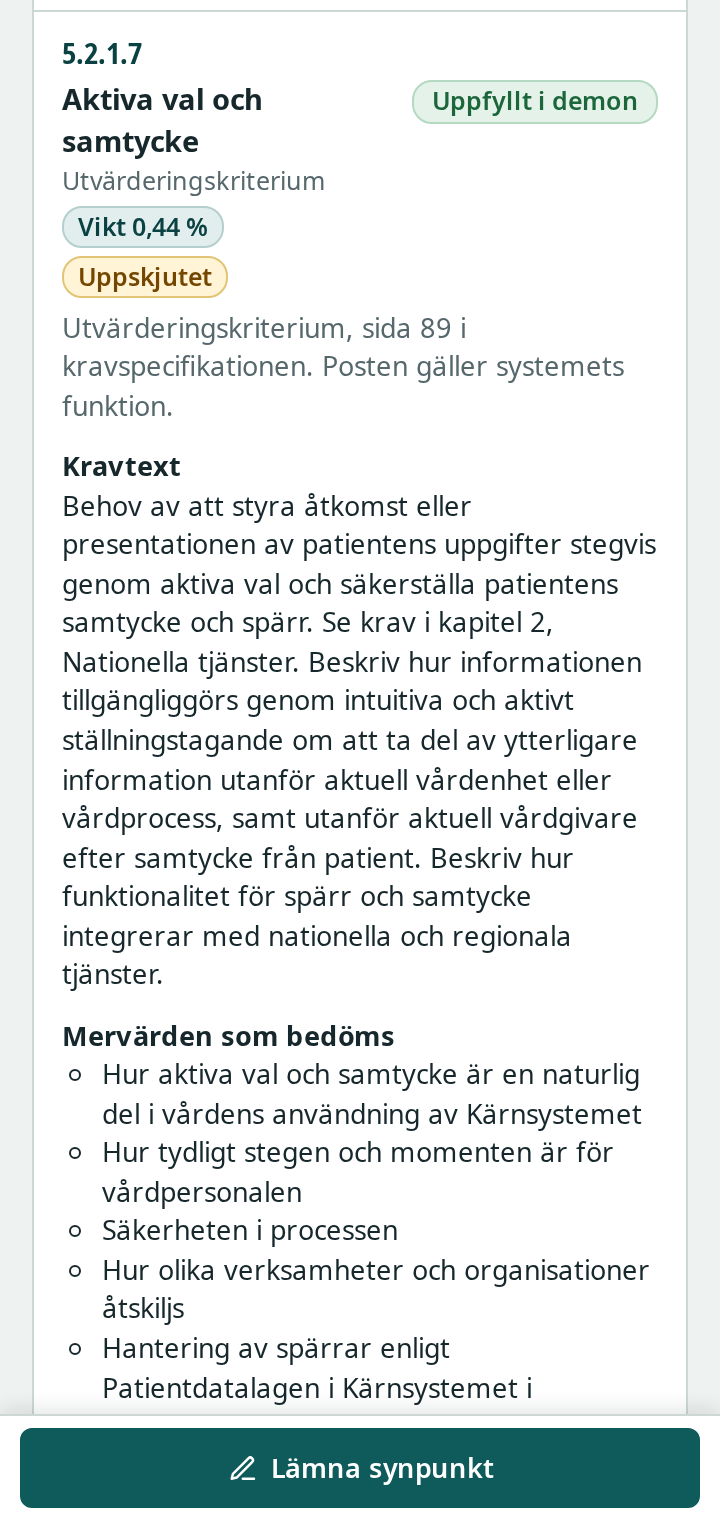 5.2.1.7
Aktiva val och
samtycke
Uppfyllt i demon
Utvärderingskriterium
Vikt 0,44 %
Uppskjutet
Utvärderingskriterium, sida 89 i
kravspecifikationen. Posten gäller systemets
funktion.
Kravtext
Behov av att styra åtkomst eller
presentationen av patientens uppgifter stegvis
genom aktiva val och säkerställa patientens
samtycke och spärr. Se krav i kapitel 2,
Nationella tjänster. Beskriv hur informationen
tillgängliggörs genom intuitiva och aktivt
ställningstagande om att ta del av ytterligare
information utanför aktuell vårdenhet eller
vårdprocess, samt utanför aktuell vårdgivare
efter samtycke från patient. Beskriv hur
funktionalitet för spärr och samtycke
integrerar med nationella och regionala
tjänster.
Mervärden som bedöms
Hur aktiva val och samtycke är en naturlig
del i vårdens användning av Kärnsystemet
Hur tydligt stegen och momenten är för
vårdpersonalen
Säkerheten i processen
Hur olika verksamheter och organisationer
åtskiljs
Hantering av spärrar enligt
Patientdatalagen i Kärnsystemet i
Lämna synpunkt